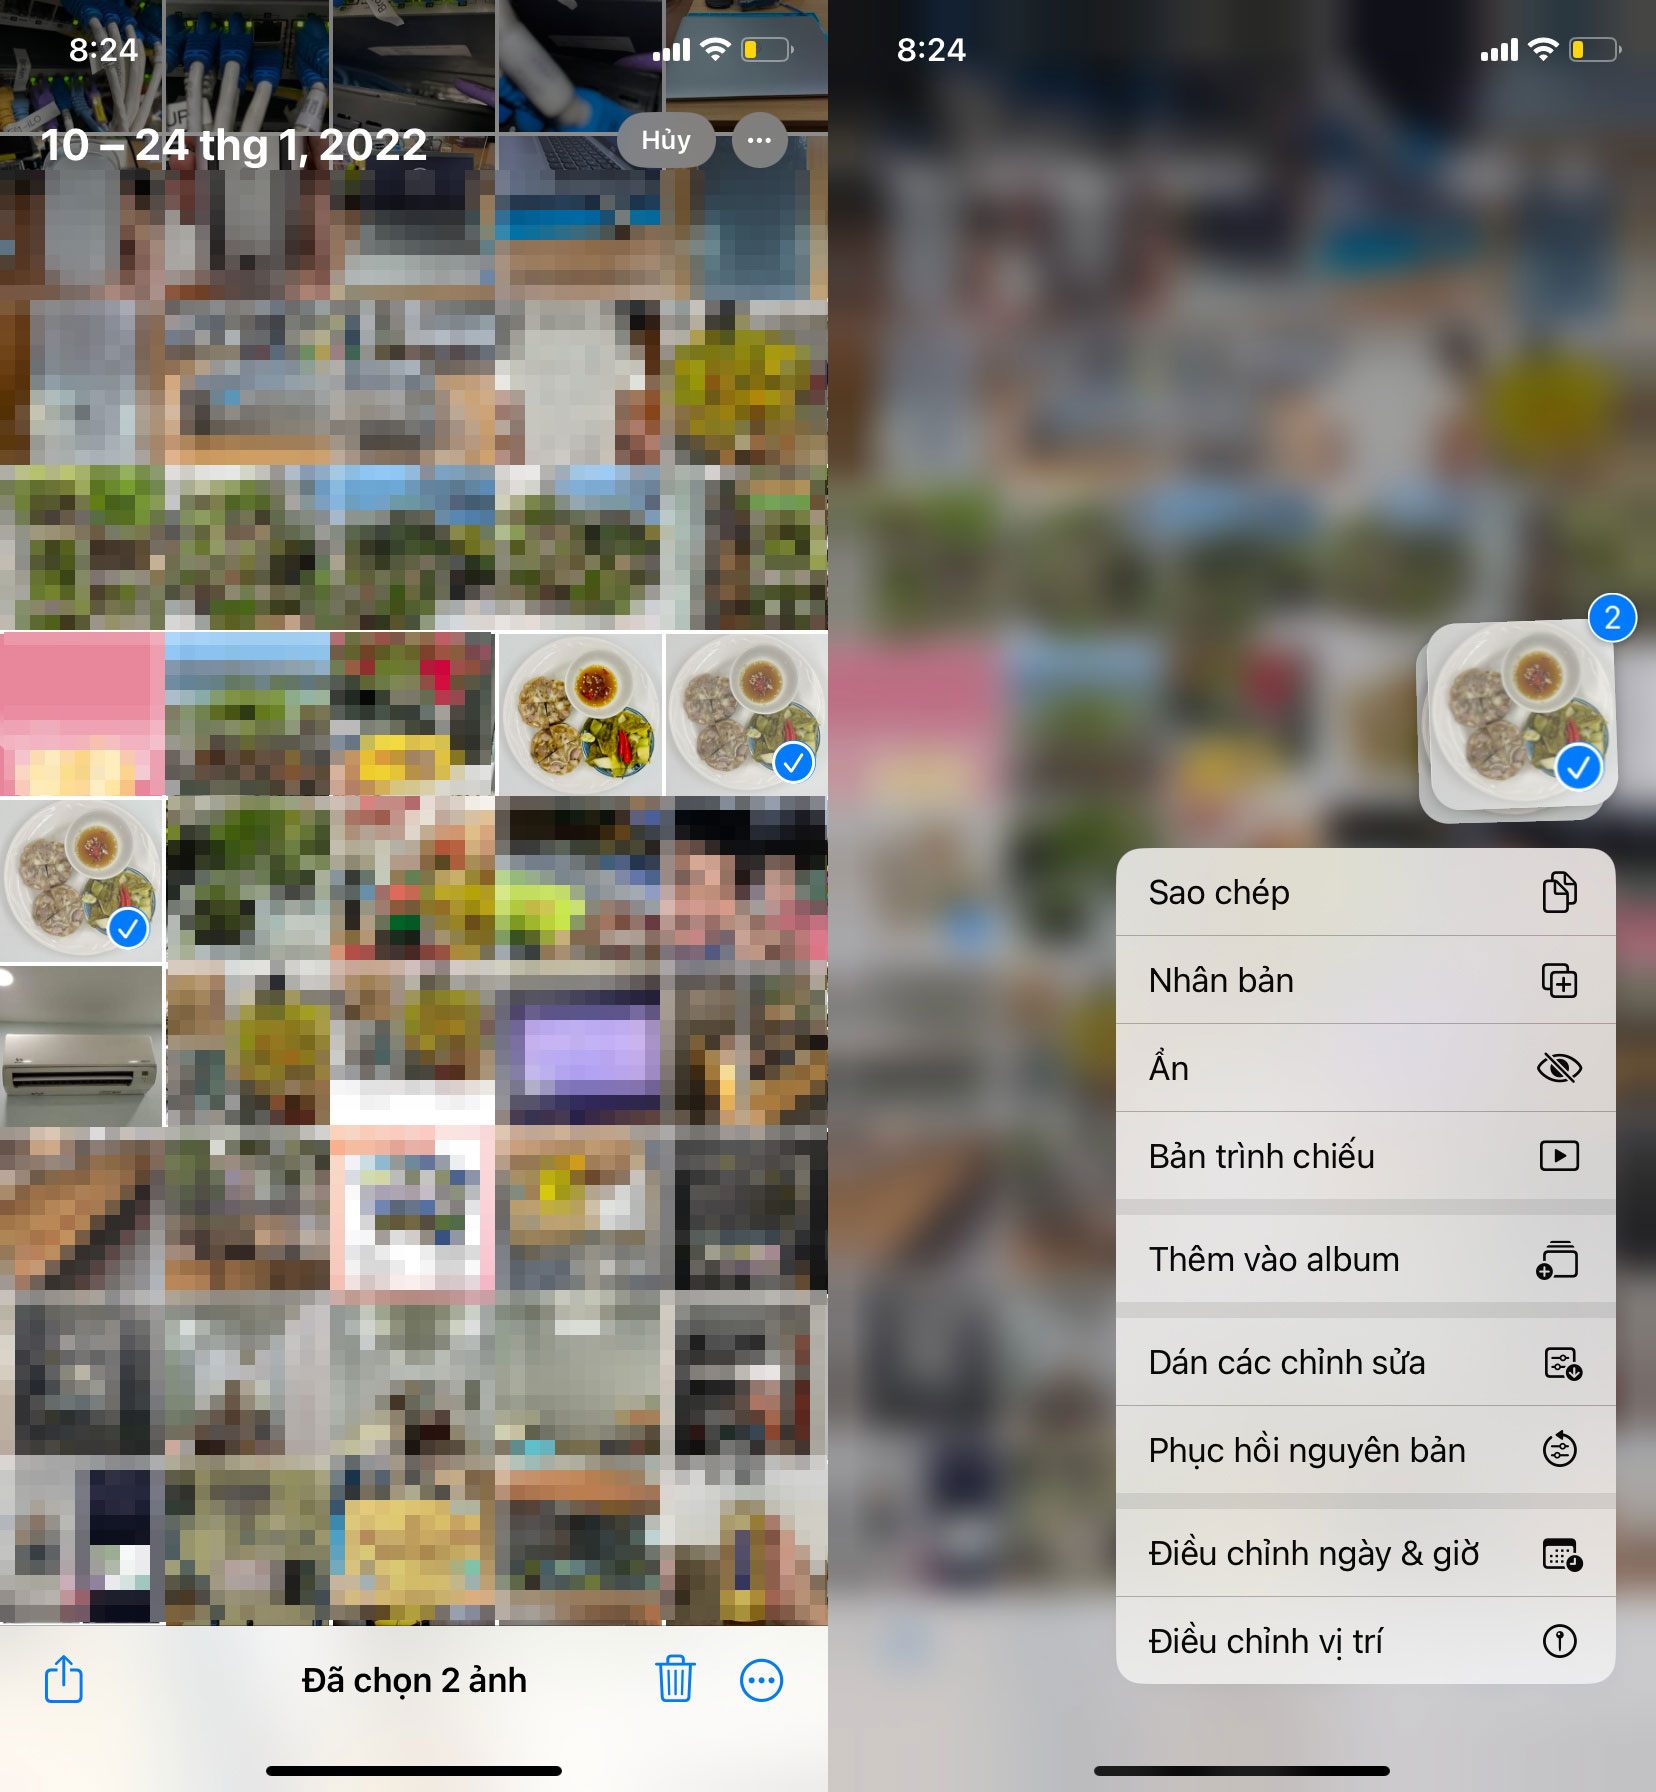 8:24
10 – 24 thg 1, 2022
Hủy
Đã chọn 2 ảnh
8:24
2
Sao chép
Nhân bản
Ẩn
Bản trình chiếu
Thêm vào album
Dán các chỉnh sửa
Phục hồi nguyên bản
Điều chỉnh ngày & giờ
Điều chỉnh vị trí